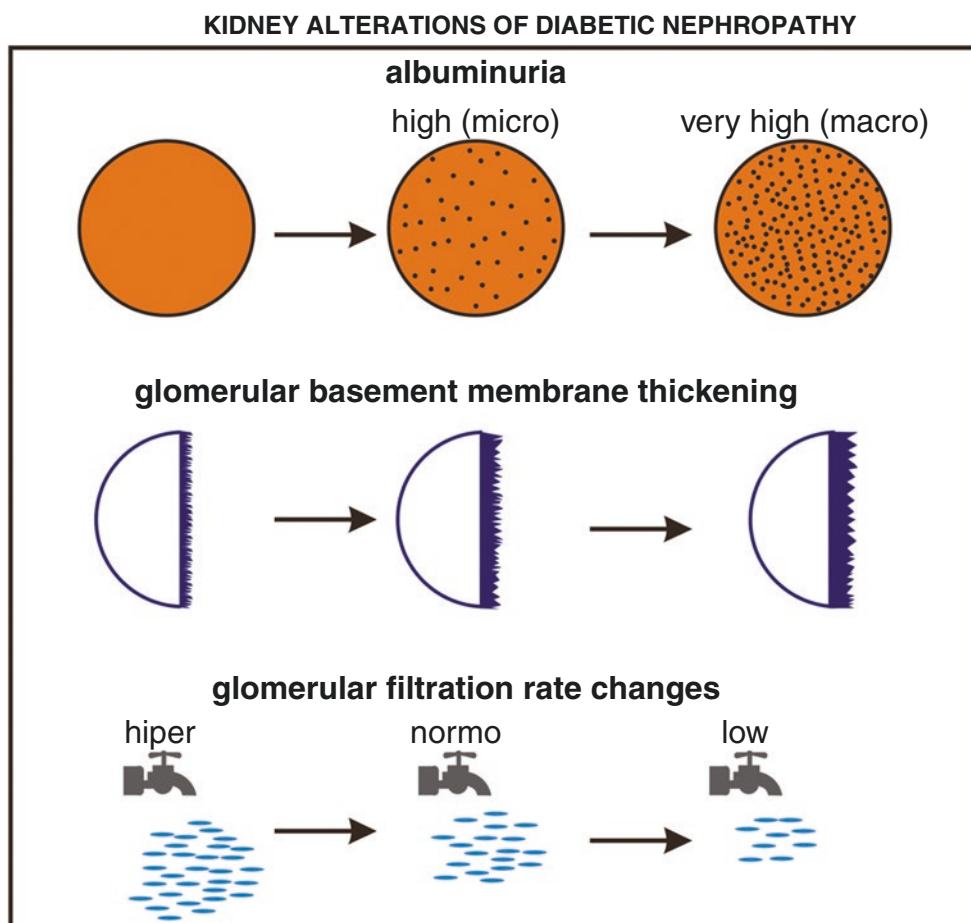 KIDNEY ALTERATIONS OF DIABETIC NEPHROPATHY
albuminuria
high (micro) very high (macro)
glomerular basement membrane thickening
glomerular filtration rate changes
hiper normo low